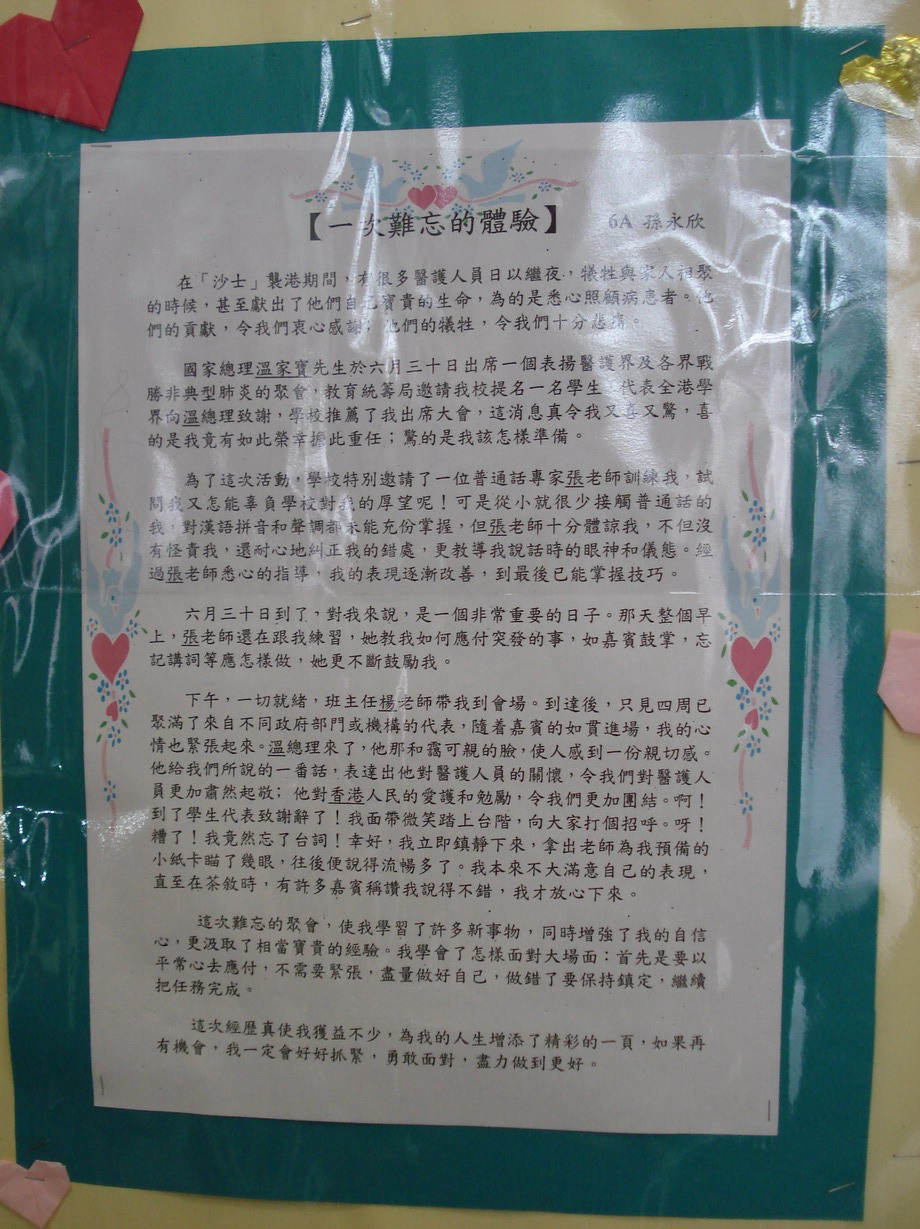 【一次難忘的體驗】 6A 孫永欣
在「沙士」襲港期間，有很多醫護人員日以繼夜，犧牲與家人相聚
的時候，甚至獻出了他們自己寶貴的生命，為的是悉心照顧病患者。他
們的貢獻，令我們衷心感謝；他們的犧牲，令我們十分悲痛。
國家總理溫家寶先生於六月三十日出席一個表揚醫護界及各界戰
勝非典型肺炎的聚會，教育統籌局邀請我校提名一名學生，代表全港學
界向溫總理致謝，學校推薦了我出席大會，這消息真令我又喜又驚，喜
的是我竟有如此榮幸擔此重任；驚的是我該怎樣準備。
為了這次活動，學校特別邀請了一位普通話專家張老師訓練我，試
問我又怎能辜負學校對我的厚望呢！可是從小就很少接觸普通話的
我，對漢語拼音和聲調都未能充份掌握，但張老師十分體諒我，不但沒
有怪責我，還耐心地糾正我的錯處，更教導我說話時的眼神和儀態。經
過張老師悉心的指導，我的表現逐漸改善，到最後已能掌握技巧。
六月三十日到了，對我來說，是一個非常重要的日子。那天整個早
上，張老師還在跟我練習，她教我如何應付突發的事，如嘉賓鼓掌，忘
記講詞等應怎樣做，她更不斷鼓勵我。
下午，一切就緒，班主任楊老師帶我到會場。到達後，只見四周已
聚滿了來自不同政府部門或機構的代表，隨着嘉賓的如貫進場，我的心
情也緊張起來。溫總理來了，他那和靄可親的臉，使人感到一份親切感。
他給我們所說的一番話，表達出他對醫護人員的關懷，令我們對醫護人
員更加肅然起敬；他對香港人民的愛護和勉勵，令我們更加團結。啊！
到了學生代表致謝辭了！我面帶微笑踏上台階，向大家打個招呼。呀！
糟了！我竟然忘了台詞！幸好，我立即鎮靜下來，拿出老師為我預備的
小紙卡瞄了幾眼，往後便說得流暢多了。我本來不大滿意自己的表現，
直至在茶敘時，有許多嘉賓稱讚我說得不錯，我才放心下來。
這次難忘的聚會，使我學習了許多新事物，同時增強了我的自信
心，更汲取了相當寶貴的經驗。我學會了怎樣面對大場面：首先是要以
平常心去應付，不需要緊張，盡量做好自己，做錯了要保持鎮定，繼續
把任務完成。
這次經歷真使我獲益不少，為我的人生增添了精彩的一頁，如果再
有機會，我一定會好好抓緊，勇敢面對，盡力做到更好。